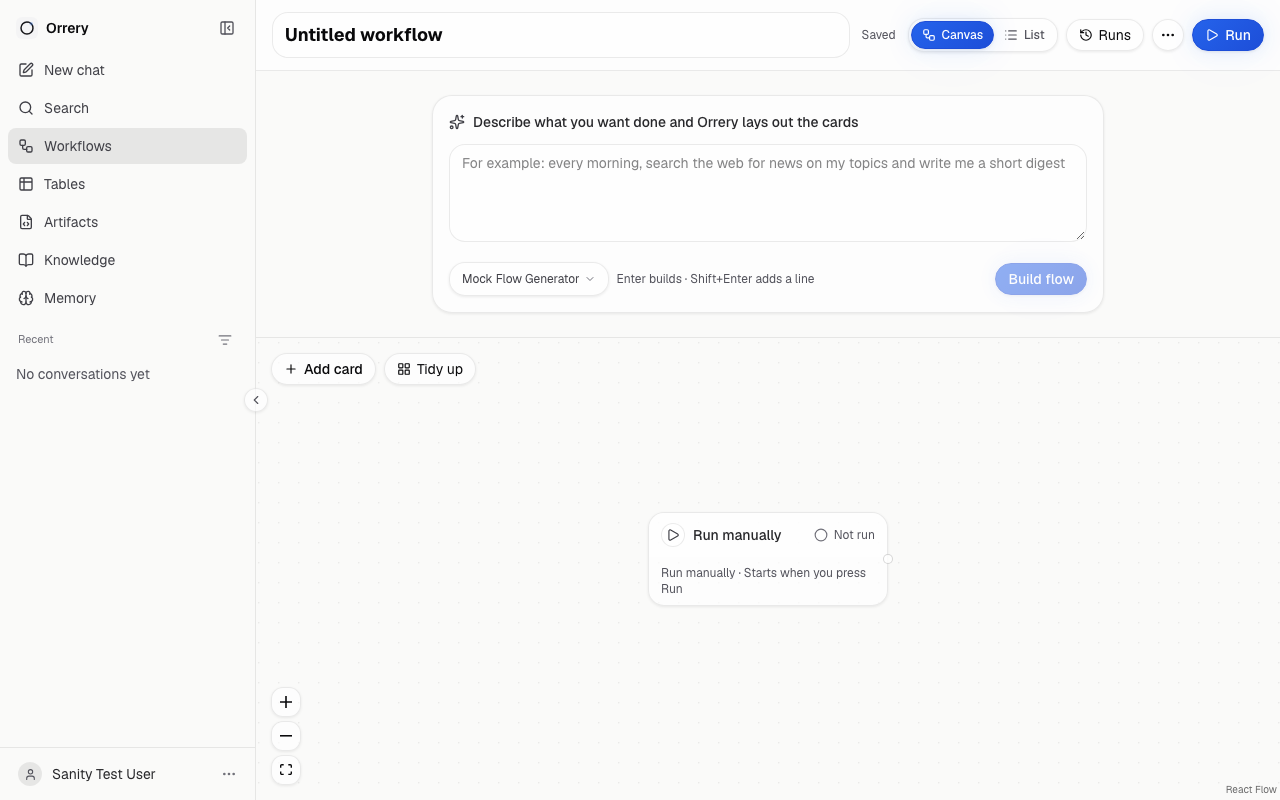 Orrery
New chat
Search
Workflows
Tables
Artifacts
Knowledge
Memory
Recent
No conversations yet
Sanity Test User
Untitled workflow
Saved
Canvas
List
Runs
Run
Describe what you want done and Orrery lays out the cards
For example: every morning, search the web for news on my topics and write me a short digest
Mock Flow Generator
Enter builds · Shift+Enter adds a line
Build flow
Add card
Tidy up
Run manually
Not run
Run manually · Starts when you press
Run
React Flow